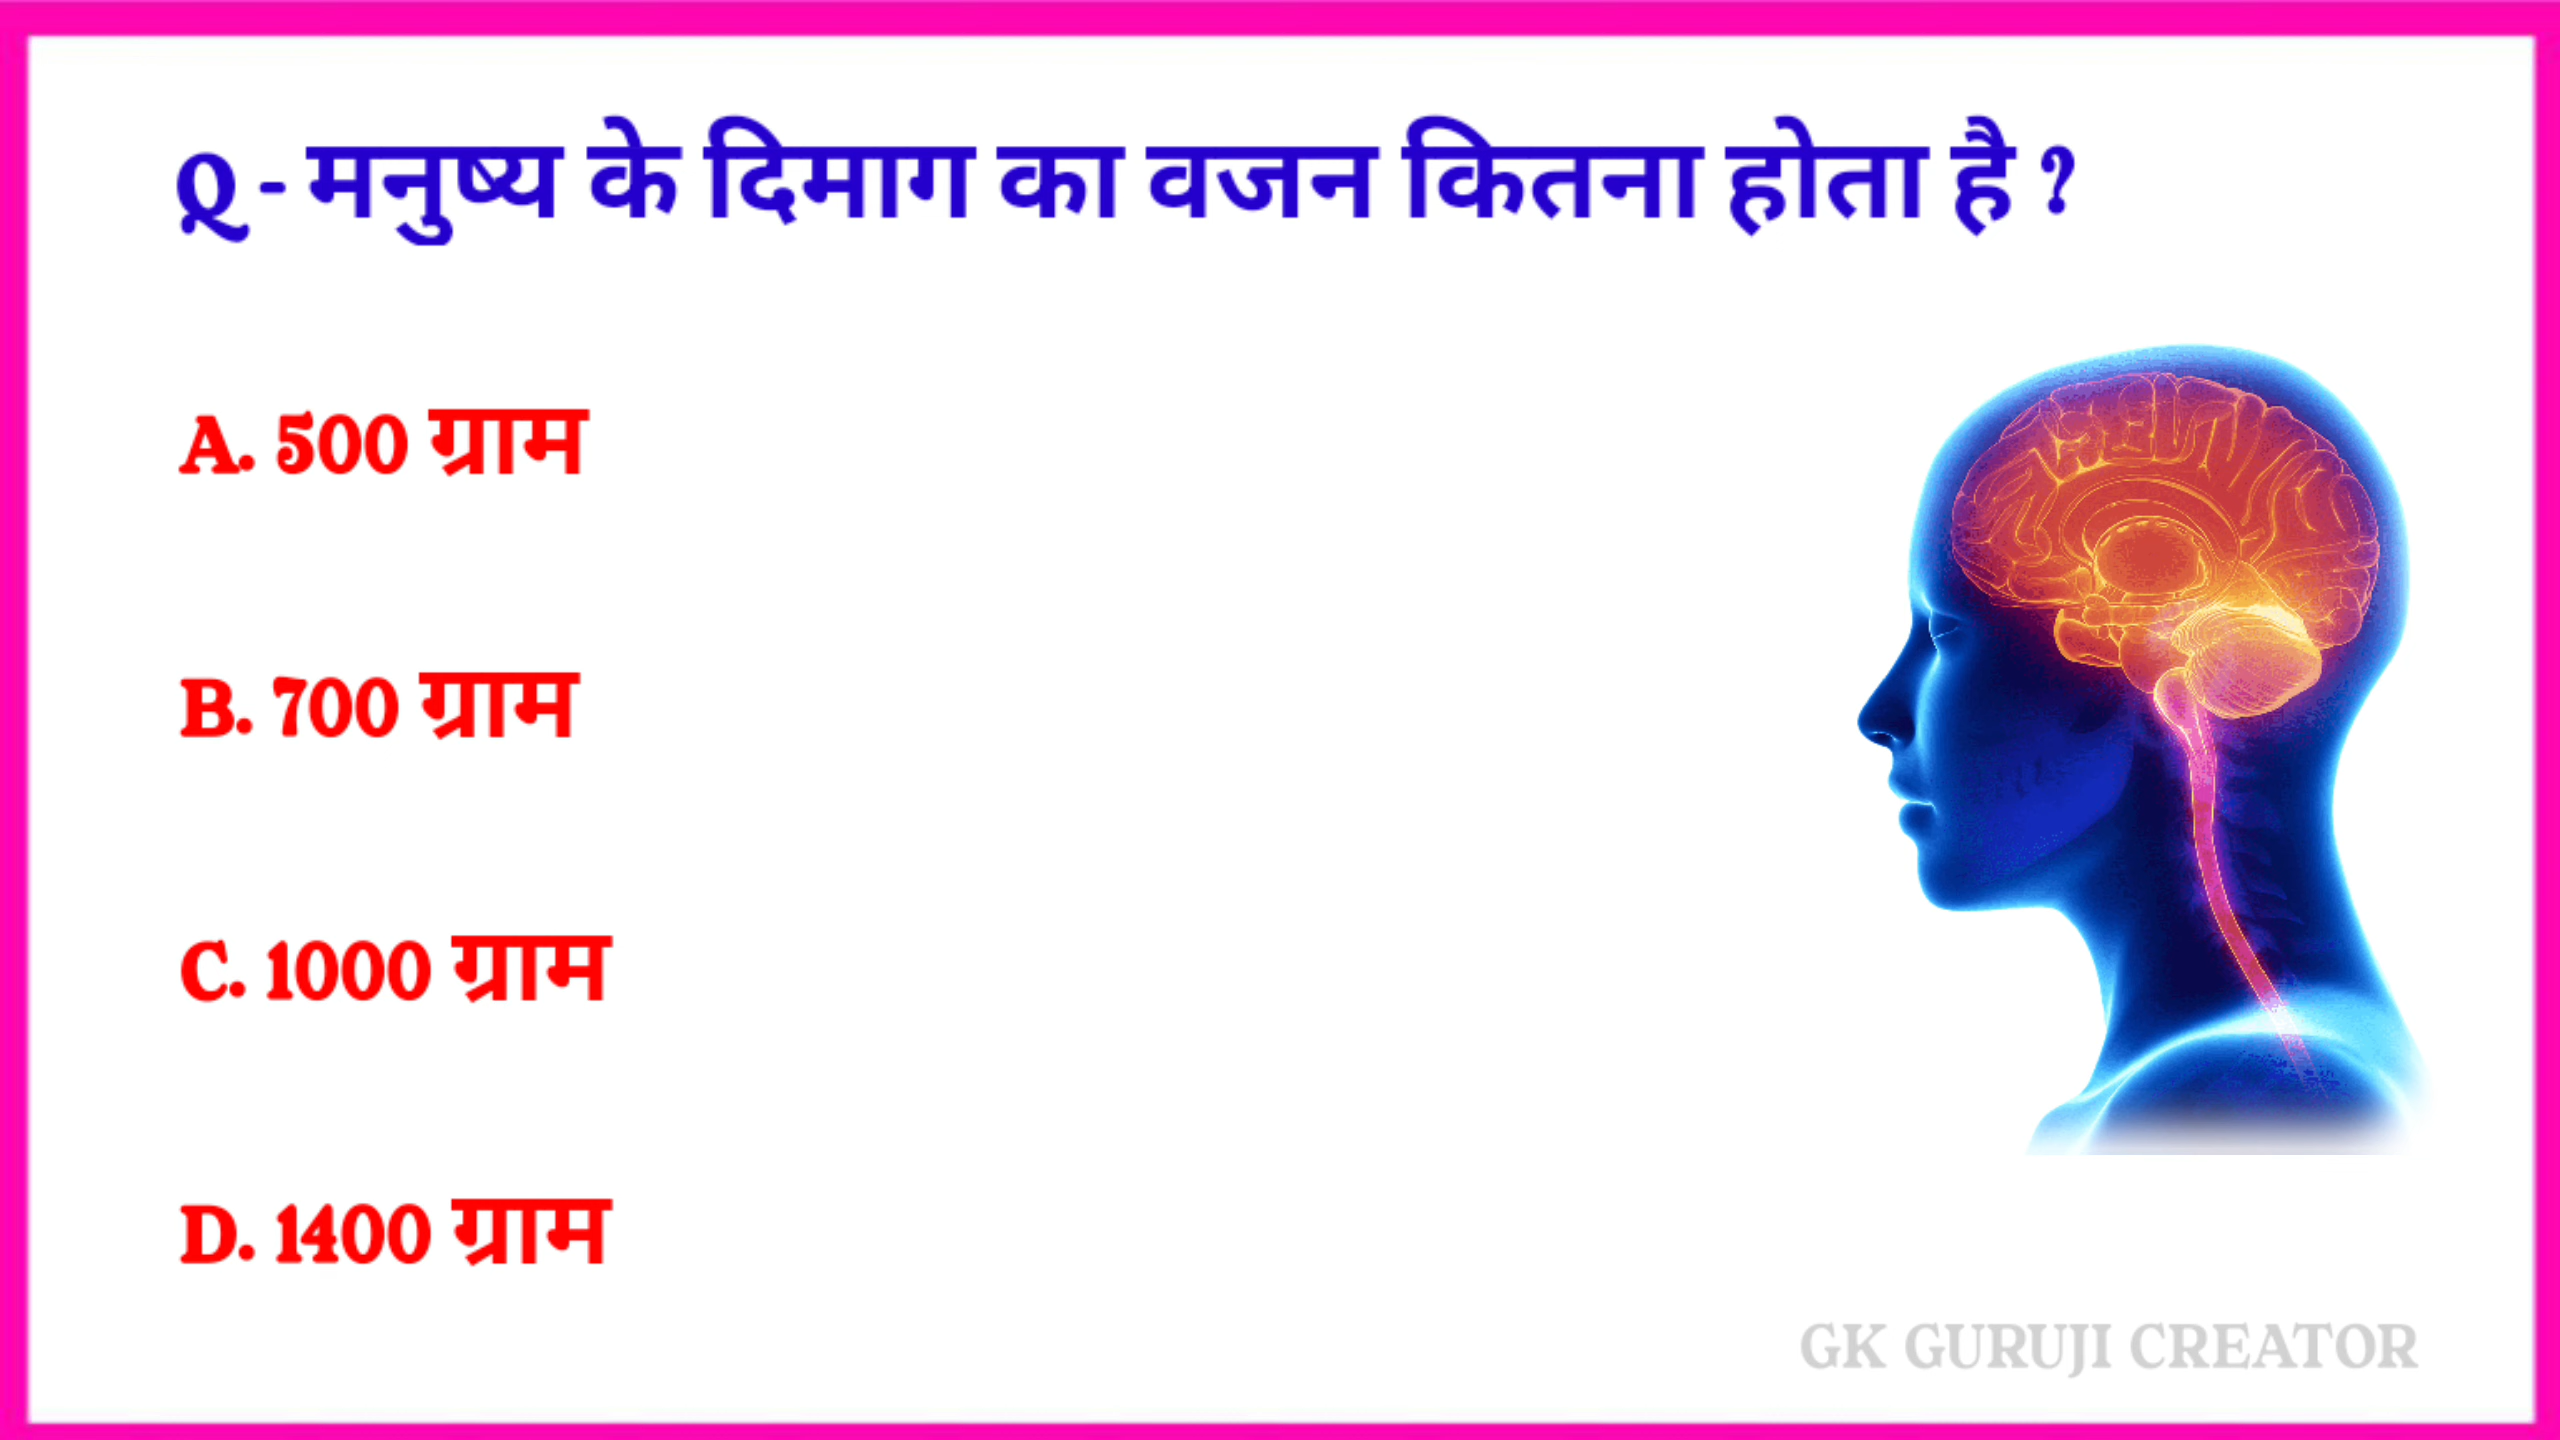 Q - मनुष्य के दिमाग का वजन कितना होता है ?
A. 500 ग्राम
B. 700 ग्राम
C. 1000 ग्राम
D. 1400 ग्राम
GK GURUJI CREATOR